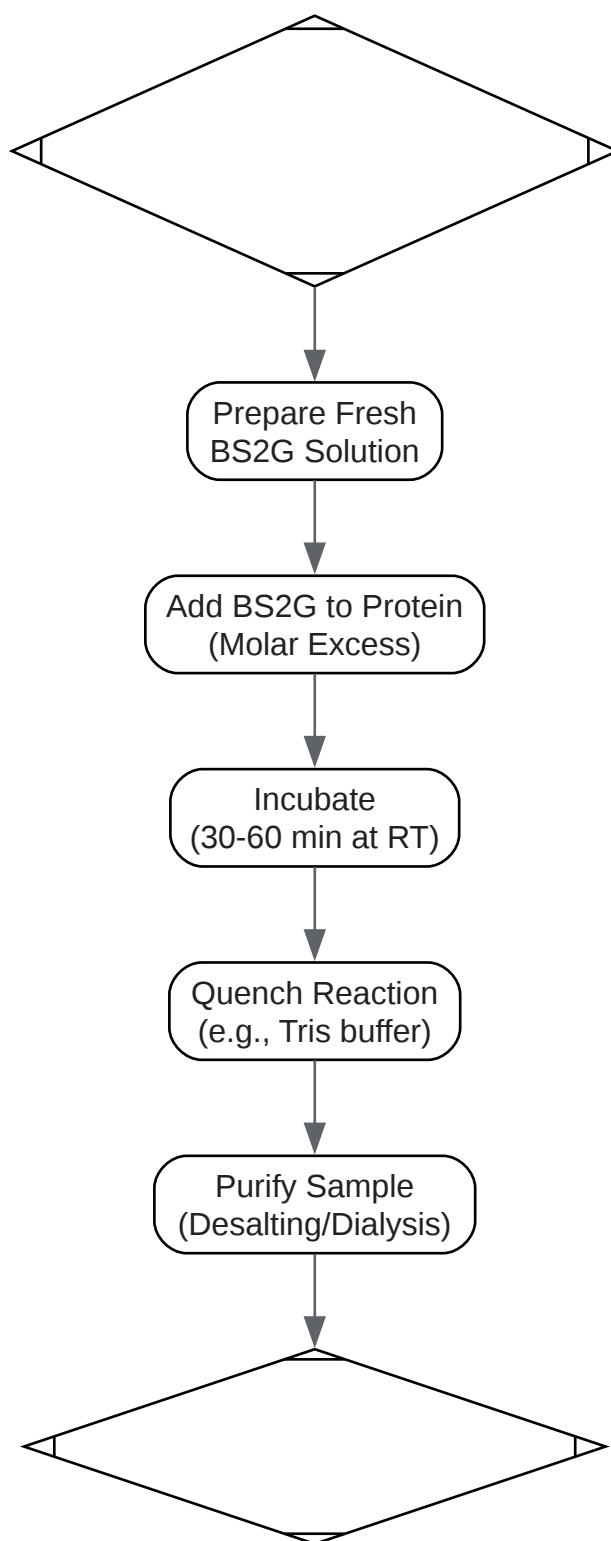 Prepare Fresh
BS2G Solution
Add BS2G to Protein
(Molar Excess)
Incubate
(30-60 min at RT)
Quench Reaction
(e.g., Tris buffer)
Purify Sample
(Desalting/Dialysis)